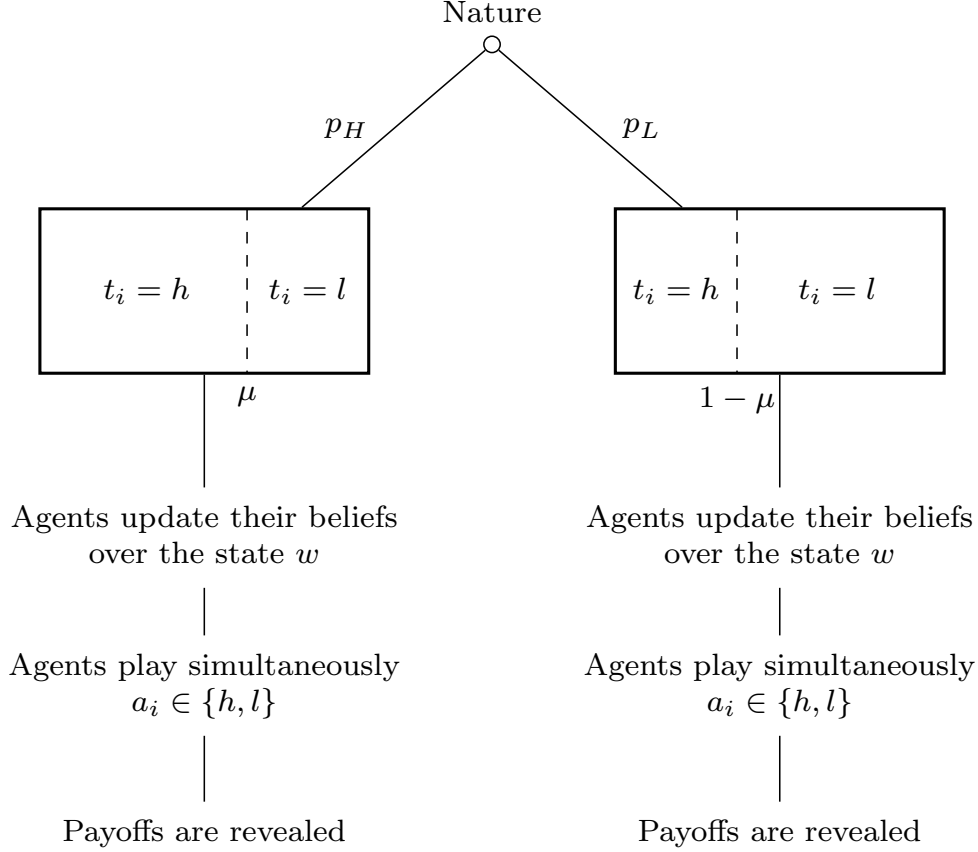 Nature
p_H
p_L
t_i = h
t_i = l
t_i = h
t_i = l
μ
1 − μ
Agents update their beliefs
over the state w
Agents update their beliefs
over the state w
Agents play simultaneously
a_i ∈ {h, l}
Agents play simultaneously
a_i ∈ {h, l}
Payoffs are revealed
Payoffs are revealed